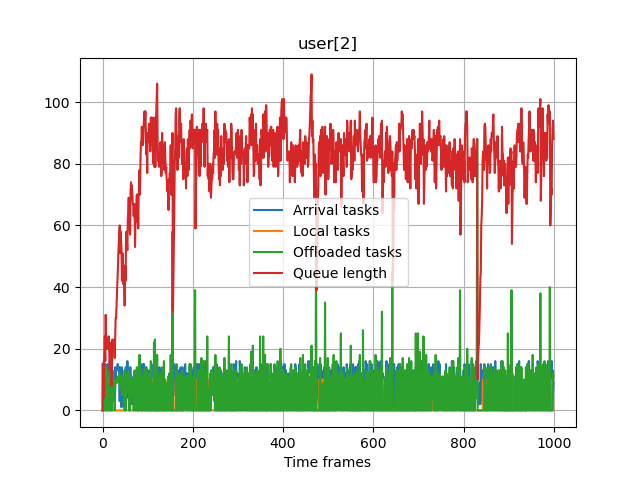 user[2]
100
80
60
40
20
0
Arrival tasks
Local tasks
Offloaded tasks
Queue length
0
200
400
600
800
1000
Time frames